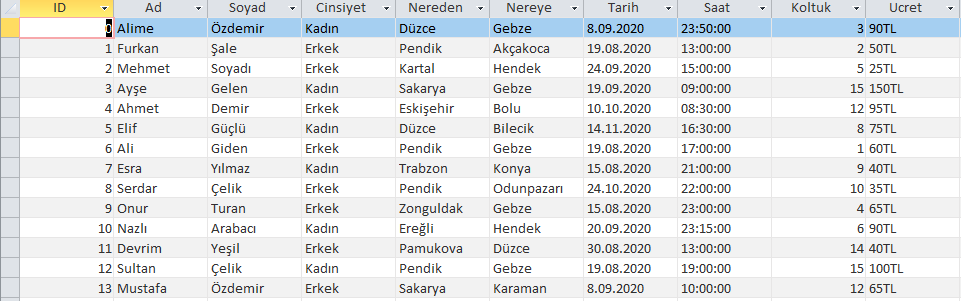 ID Ad Soyad Cinsiyet Nereden Nereye Tarih Saat Koltuk Ucret
0 Alime Özdemir Kadın Düzce Gebze 8.09.2020 23:50:00 3 90TL
1 Furkan Şale Erkek Pendik Akçakoca 19.08.2020 13:00:00 2 50TL
2 Mehmet Soyadı Erkek Kartal Hendek 24.09.2020 15:00:00 5 25TL
3 Ayşe Gelen Kadın Sakarya Gebze 19.09.2020 09:00:00 15 150TL
4 Ahmet Demir Erkek Eskişehir Bolu 10.10.2020 08:30:00 12 95TL
5 Elif Güçlü Kadın Düzce Bilecik 14.11.2020 16:30:00 8 75TL
6 Ali Giden Erkek Pendik Gebze 19.08.2020 17:00:00 1 60TL
7 Esra Yılmaz Kadın Trabzon Konya 15.08.2020 21:00:00 9 40TL
8 Serdar Çelik Erkek Pendik Odunpazarı 24.10.2020 22:00:00 10 35TL
9 Onur Turan Erkek Zonguldak Gebze 15.08.2020 23:00:00 4 65TL
10 Nazlı Arabacı Kadın Ereğli Hendek 20.09.2020 23:15:00 6 90TL
11 Devrim Yeşil Erkek Pamukova Düzce 30.08.2020 13:00:00 14 40TL
12 Sultan Çelik Kadın Pendik Gebze 19.08.2020 19:00:00 15 100TL
13 Mustafa Özdemir Erkek Sakarya Karaman 8.09.2020 10:00:00 12 65TL